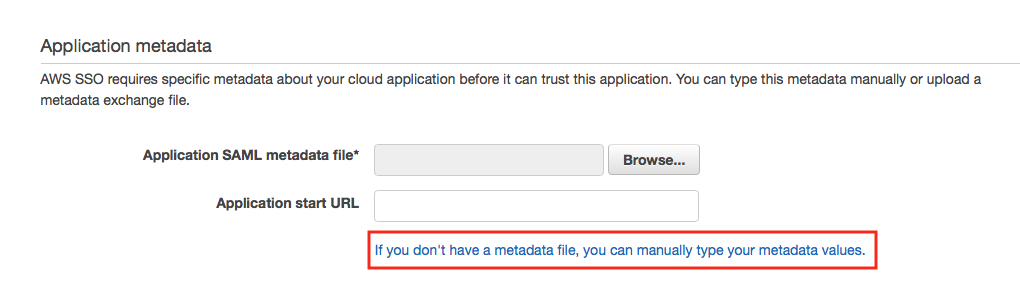 Application metadata
AWS SSO requires specific metadata about your cloud application before it can trust this application. You can type this metadata manually or upload a
metadata exchange file.
Application SAML metadata file*
Browse...
Application start URL
If you don't have a metadata file, you can manually type your metadata values.